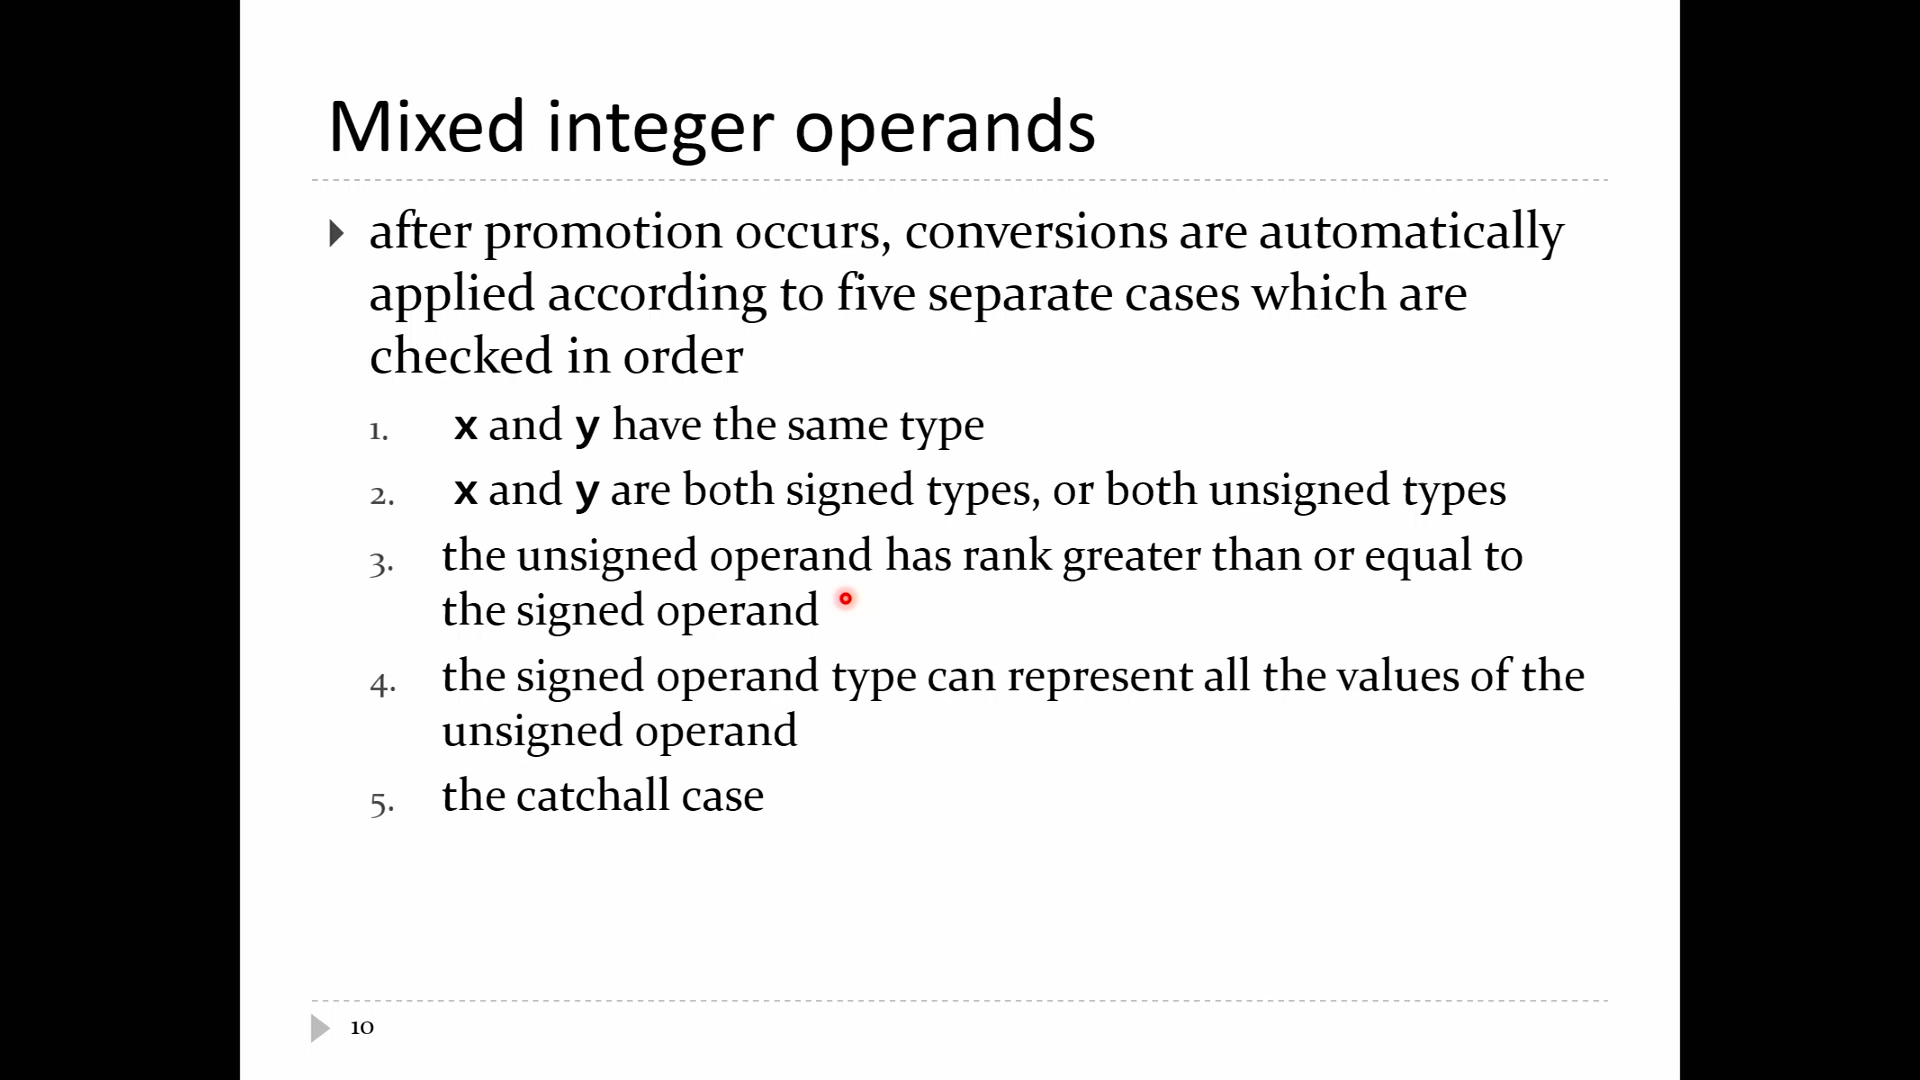 Mixed integer operands
after promotion occurs, conversions are automatically
applied according to five separate cases which are
checked in order
1. x and y have the same type
2. x and y are both signed types, or both unsigned types
3. the unsigned operand has rank greater than or equal to
the signed operand
4. the signed operand type can represent all the values of the
unsigned operand
5. the catchall case
10